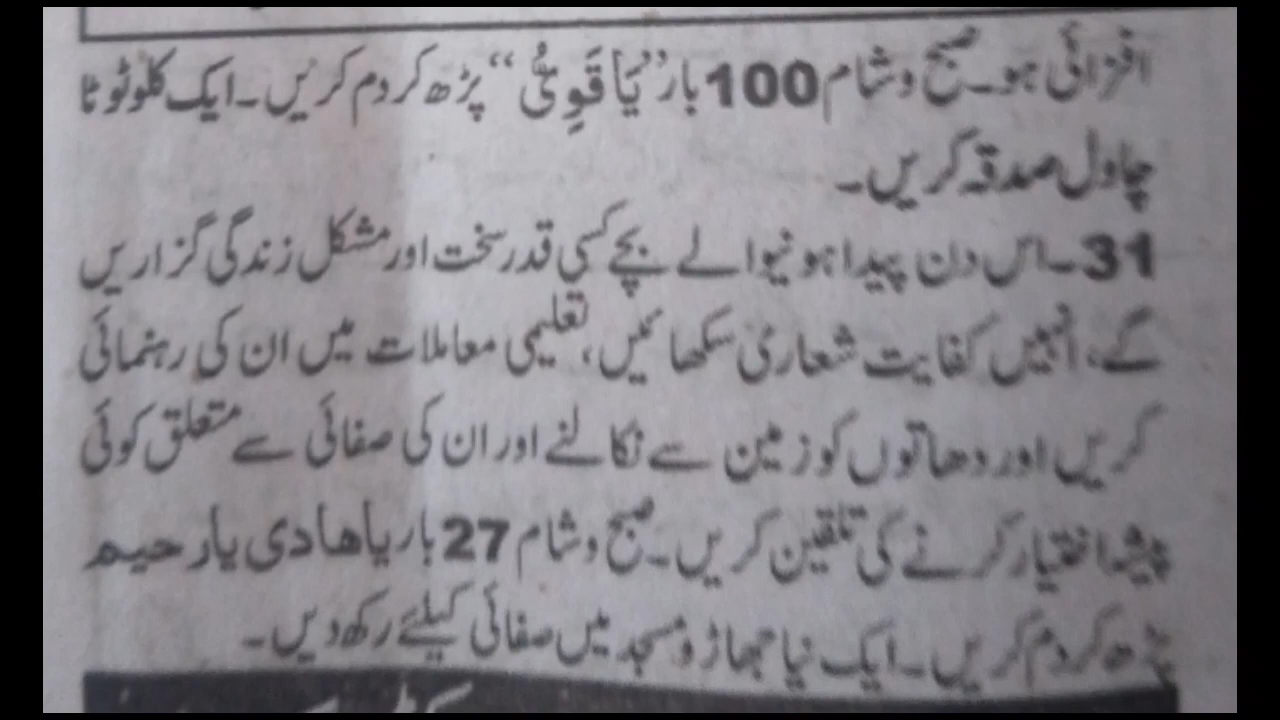 افزائی ہو۔ صبح و شام 100 بار ”یَا قَوِیُّ“ پڑھ کر دم کریں۔ ایک کلو ٹوٹا
چاول صدقہ کریں۔
31۔ اس دن پیدا ہونیوالے بچے کسی قدر سخت اور مشکل زندگی گزاریں
گے، انہیں کفایت شعاری سکھائیں، تعلیمی معاملات میں ان کی رہنمائی
کریں اور دھاتوں کو زمین سے نکالنے اور ان کی صفائی سے متعلق کوئی
پیشہ اختیار کرنے کی تلقین کریں۔ صبح و شام 27 بار یا ھادی یا رحیم
پڑھ کر دم کریں۔ ایک نیا جھاڑو مسجد میں صفائی کیلئے رکھ دیں۔